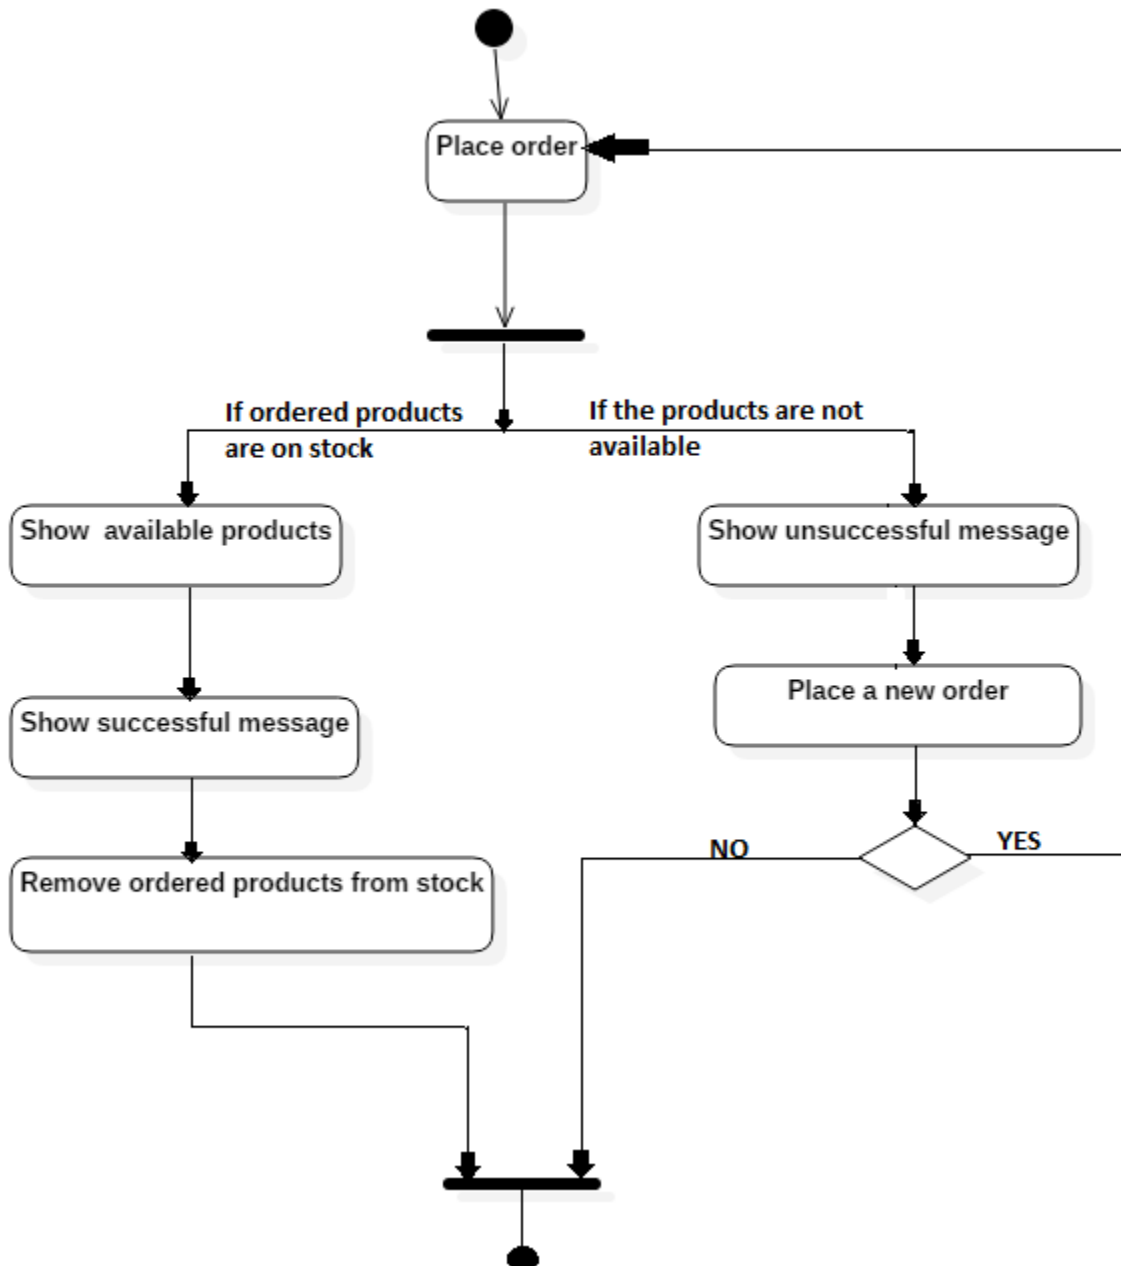 Place order
If ordered products
are on stock
If the products are not
available
Show  available products
Show unsuccessful message
Place a new order
Show successful message
NO
YES
Remove ordered products from stock